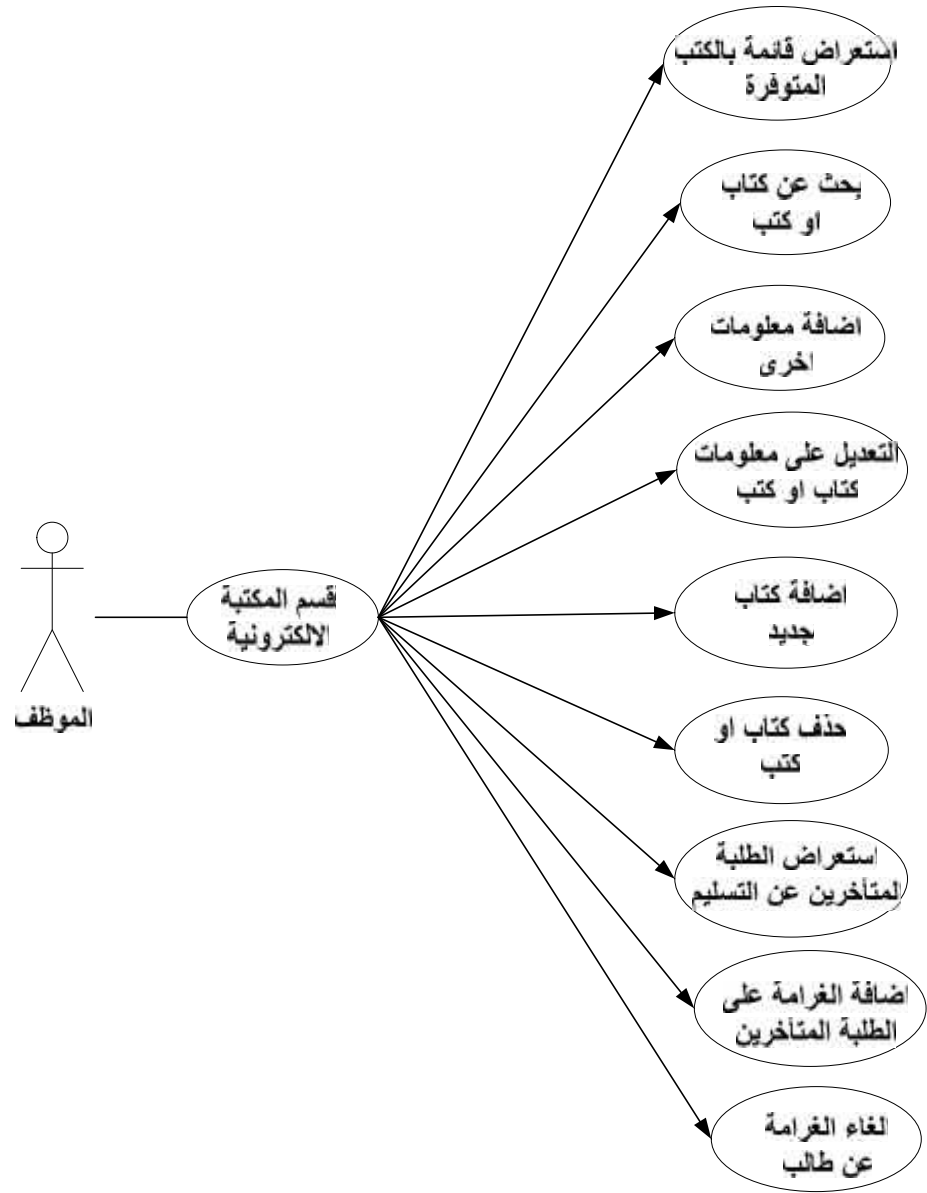 استعراض قائمة بالكتب
المتوفرة
بحث عن كتاب
او كتب
اضافة معلومات
اخرى
التعديل على معلومات
كتاب او كتب
قسم المكتبة
الالكترونية
الموظف
اضافة كتاب
جديد
حذف كتاب او
كتب
استعراض الطلبة
المتأخرين عن التسليم
اضافة الغرامة على
الطلبة المتأخرين
الغاء الغرامة
عن طالب